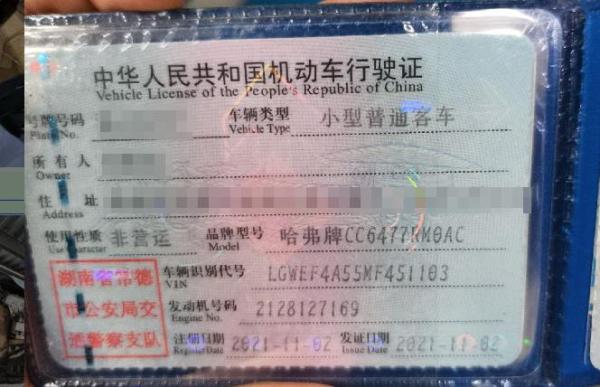 中华人民共和国机动车行驶证
Vehicle License of the People's Republic of China
号牌号码 车辆类型 小型普通客车
Plate No. Vehicle Type
所有人
Owner
住 址
Address
使用性质 非营运 品牌型号 哈弗牌CC6477RM0AC
Use Character Model
湖南省常德市公安局交通警察支队
车辆识别代号 LGWEF4A55MF451103
VIN
发动机号码 2128127169
Engine No.
注册日期 2021-11-02 发证日期 2021-11-02
Register Date Issue Date